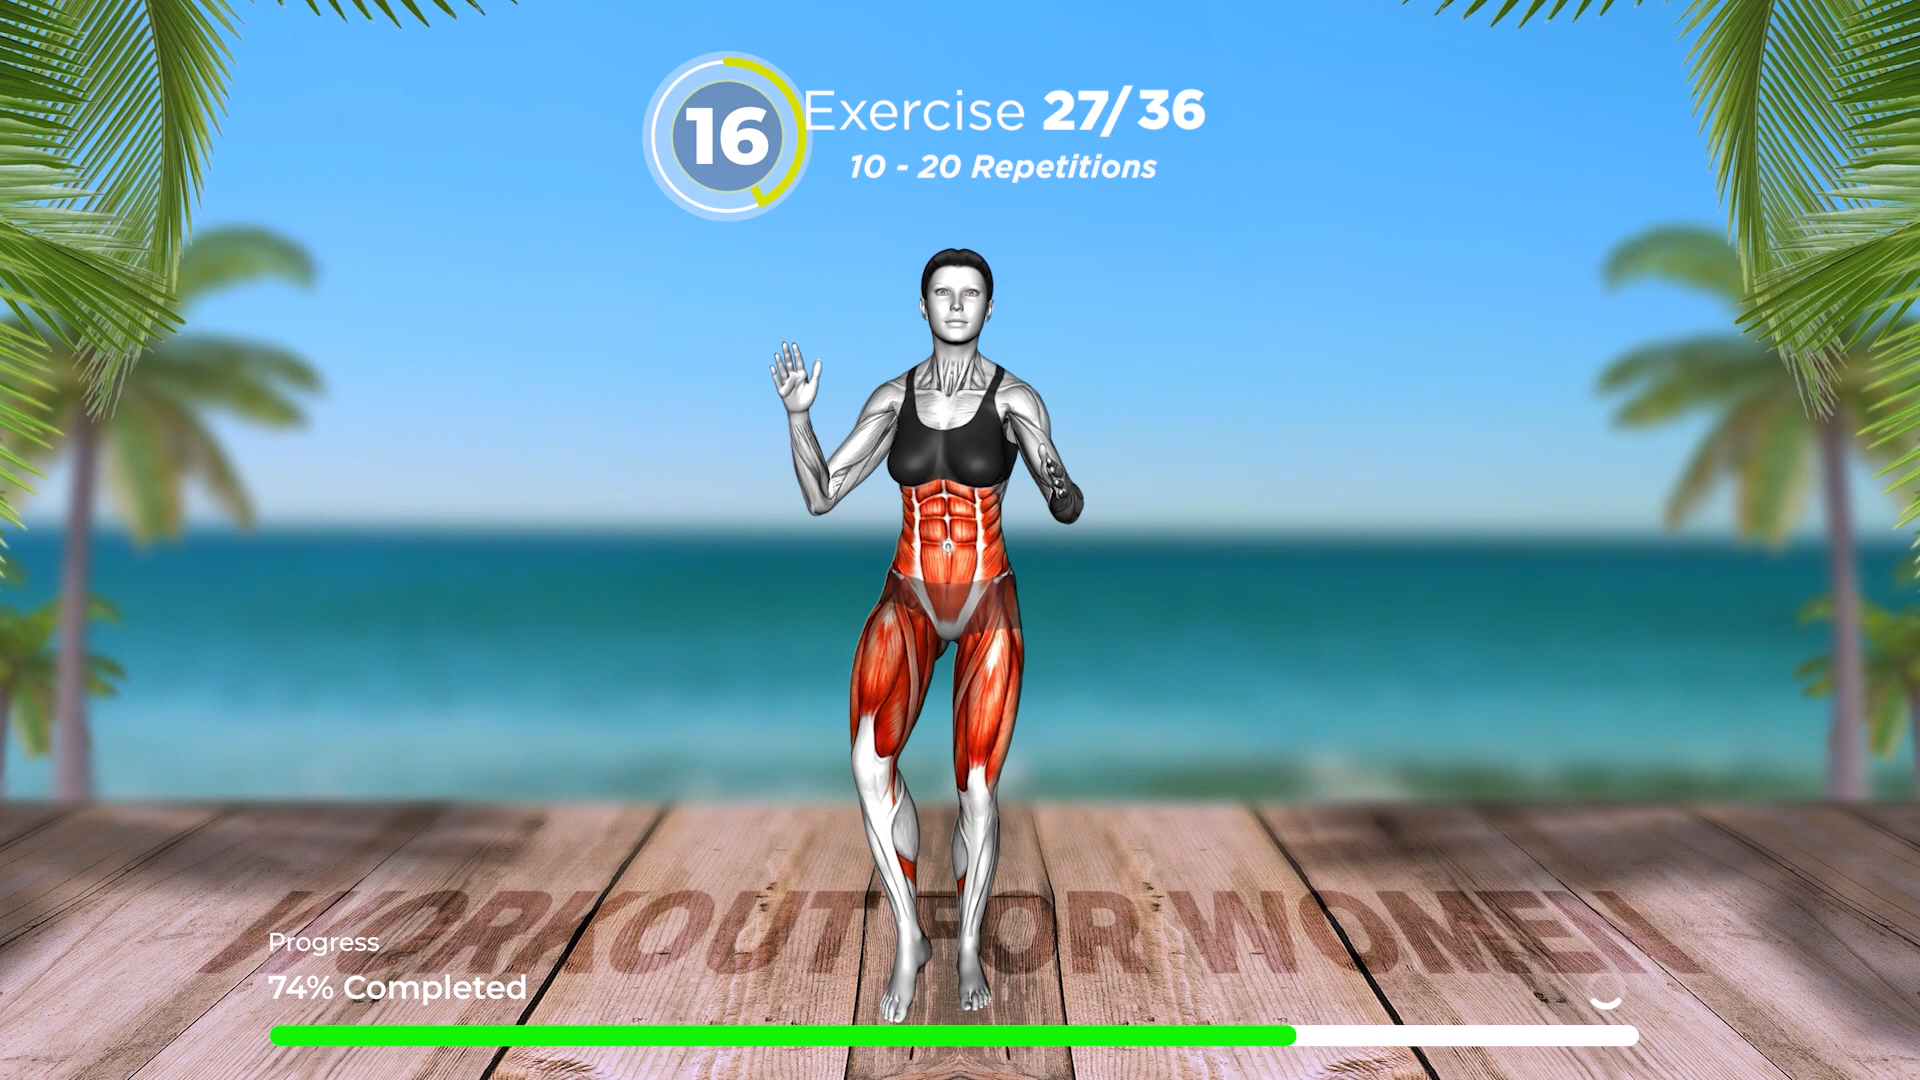 16
Exercise 27/36
10 - 20 Repetitions
WORKOUT FOR WOMEN
Progress
74% Completed